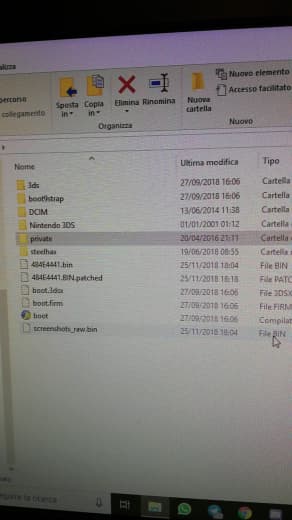 alizza
percorso
collegamento
Sposta in
Copia in
Elimina
Rinomina
Nuova cartella
Nuovo elemento
Accesso facilitato
Organizza
Nuovo
Nome Ultima modifica Tipo
3ds 27/09/2018 16:06 Cartella
boot9strap 27/09/2018 16:06 Cartella
DCIM 13/06/2014 11:38 Cartella
Nintendo 3DS 01/01/2001 01:12 Cartella
private 20/04/2016 21:11 Cartella
steelhax 19/06/2018 08:55 Cartella
484E4441.bin 25/11/2018 18:04 File BIN
484E4441.BIN.patched 25/11/2018 18:18 File PATC
boot.3dsx 27/09/2018 16:06 File 3DSX
boot.firm 27/09/2018 16:06 File FIRM
boot 27/09/2018 16:06 Compilat
screenshots_raw.bin 25/11/2018 18:04 File BIN
la ricerca